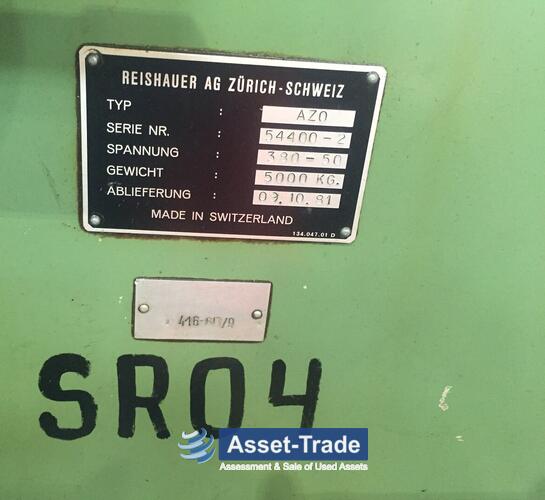 REISHAUER AG ZÜRICH-SCHWEIZ
TYP : AZO
SERIE NR. : 54400-2
SPANNUNG : 380-50
GEWICHT : 5000 KG.
ABLIEFERUNG : 09.10.81
MADE IN SWITZERLAND
134.047.01 D
SR04
Asset-Trade
Assessment & Sale of Used Assets